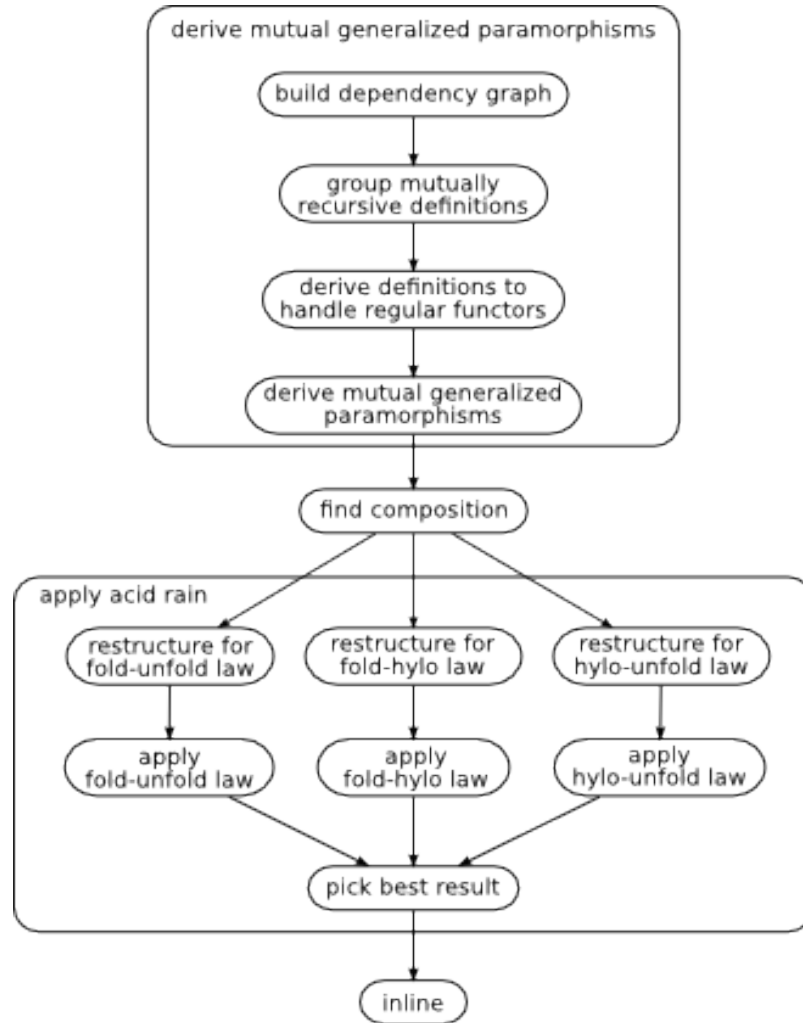 derive mutual generalized paramorphisms
build dependency graph
group mutually
recursive definitions
derive definitions to
handle regular functors
derive mutual generalized
paramorphisms
find composition
apply acid rain
restructure for
fold-unfold law
restructure for
fold-hylo law
restructure for
hylo-unfold law
apply
fold-unfold law
apply
fold-hylo law
apply
hylo-unfold law
pick best result
inline